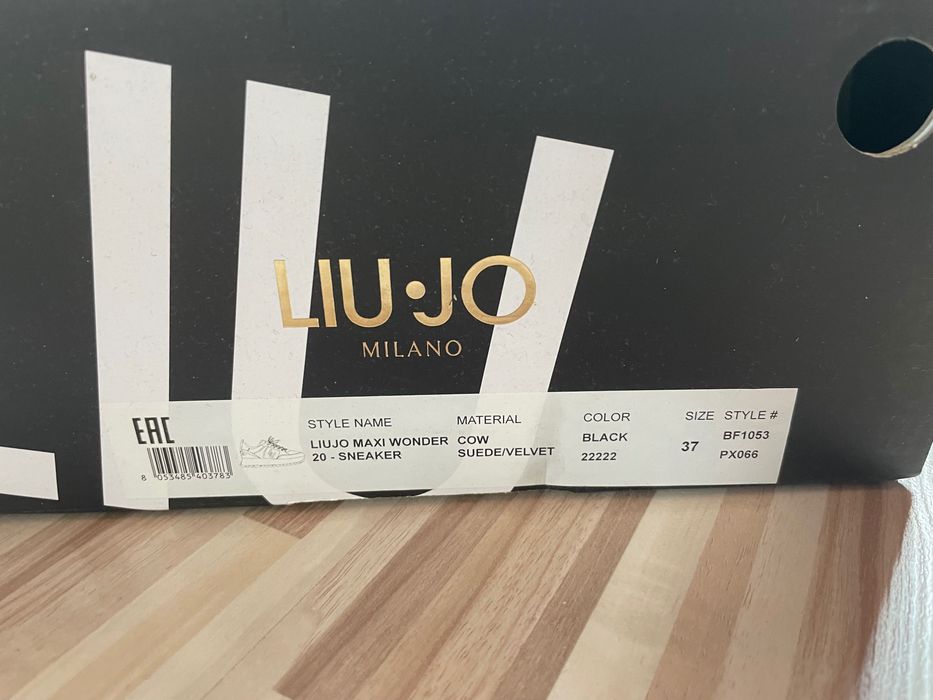 LIU·JO
MILANO
EAC
8 053485 403783
STYLE NAME
LIUJO MAXI WONDER
20 - SNEAKER
MATERIAL
COW
SUEDE/VELVET
COLOR
BLACK
22222
SIZE
37
STYLE #
BF1053
PX066